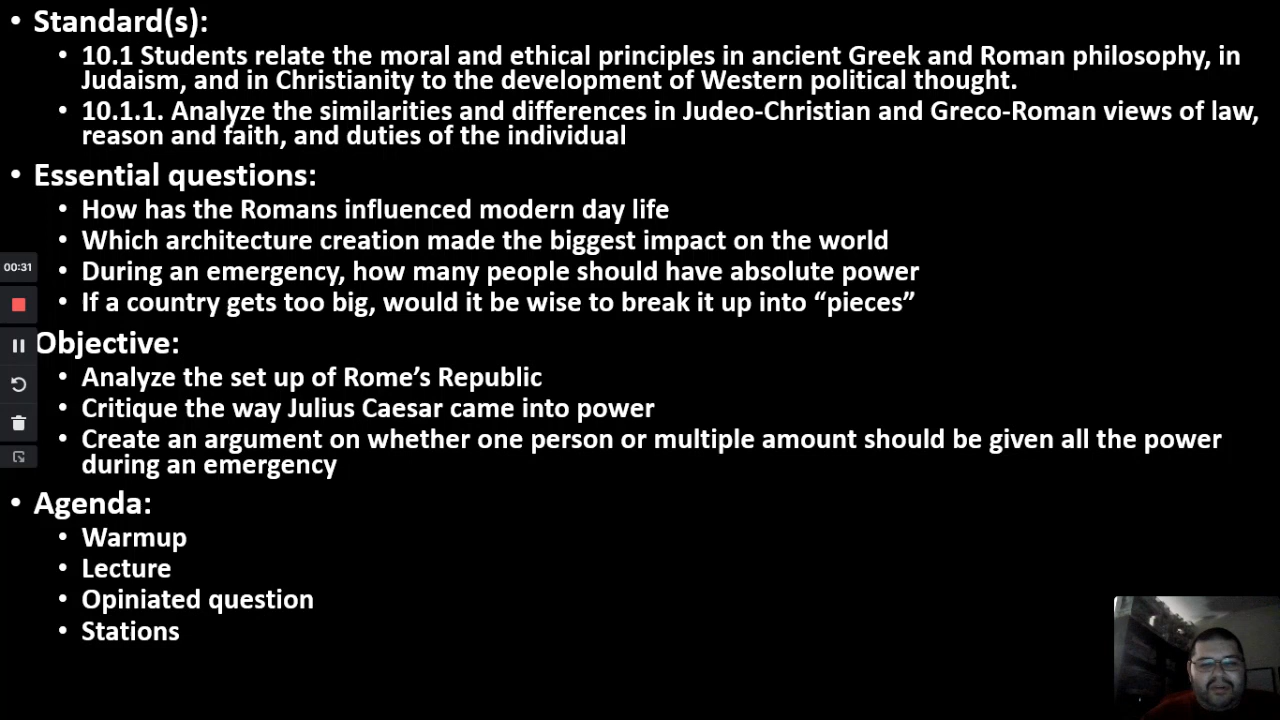 • Standard(s):
• 10.1 Students relate the moral and ethical principles in ancient Greek and Roman philosophy, in
Judaism, and in Christianity to the development of Western political thought.
• 10.1.1. Analyze the similarities and differences in Judeo-Christian and Greco-Roman views of law,
reason and faith, and duties of the individual
• Essential questions:
• How has the Romans influenced modern day life
• Which architecture creation made the biggest impact on the world
• During an emergency, how many people should have absolute power
00:31
• If a country gets too big, would it be wise to break it up into “pieces”
Objective:
• Analyze the set up of Rome’s Republic
• Critique the way Julius Caesar came into power
• Create an argument on whether one person or multiple amount should be given all the power
during an emergency
• Agenda:
• Warmup
• Lecture
• Opiniated question
• Stations